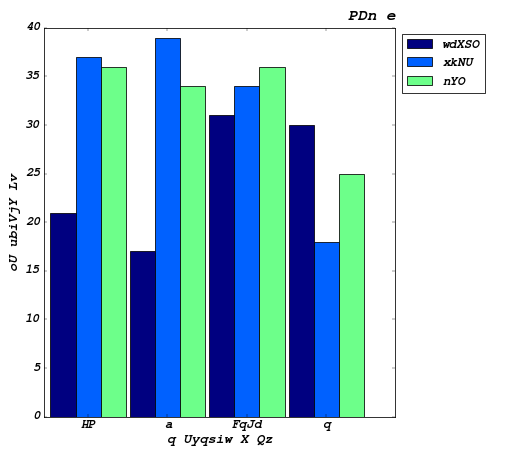 PDn e
40
35
30
25
20
15
10
5
0
oU ubiVjY Lv
HP a FqJd q
q Uyqsiw X Qz
wdXSO
xkNU
nYO